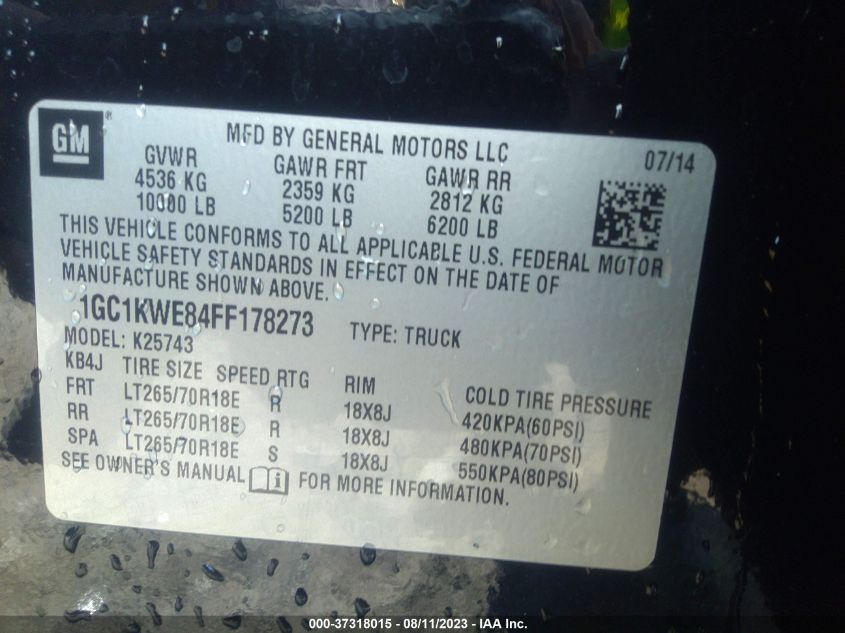 GM®
MFD BY GENERAL MOTORS LLC 07/14
GVWR GAWR FRT GAWR RR
4536 KG 2359 KG 2812 KG
10000 LB 5200 LB 6200 LB
THIS VEHICLE CONFORMS TO ALL APPLICABLE U.S. FEDERAL MOTOR
VEHICLE SAFETY STANDARDS IN EFFECT ON THE DATE OF
MANUFACTURE SHOWN ABOVE.
1GC1KWE84FF178273 TYPE: TRUCK
MODEL: K25743
KB4J TIRE SIZE SPEED RTG RIM COLD TIRE PRESSURE
FRT LT265/70R18E R 18X8J 420KPA(60PSI)
RR LT265/70R18E R 18X8J 480KPA(70PSI)
SPA LT265/70R18E S 18X8J 550KPA(80PSI)
SEE OWNER'S MANUAL FOR MORE INFORMATION.
000-37318015 - 08/11/2023 - IAA Inc.